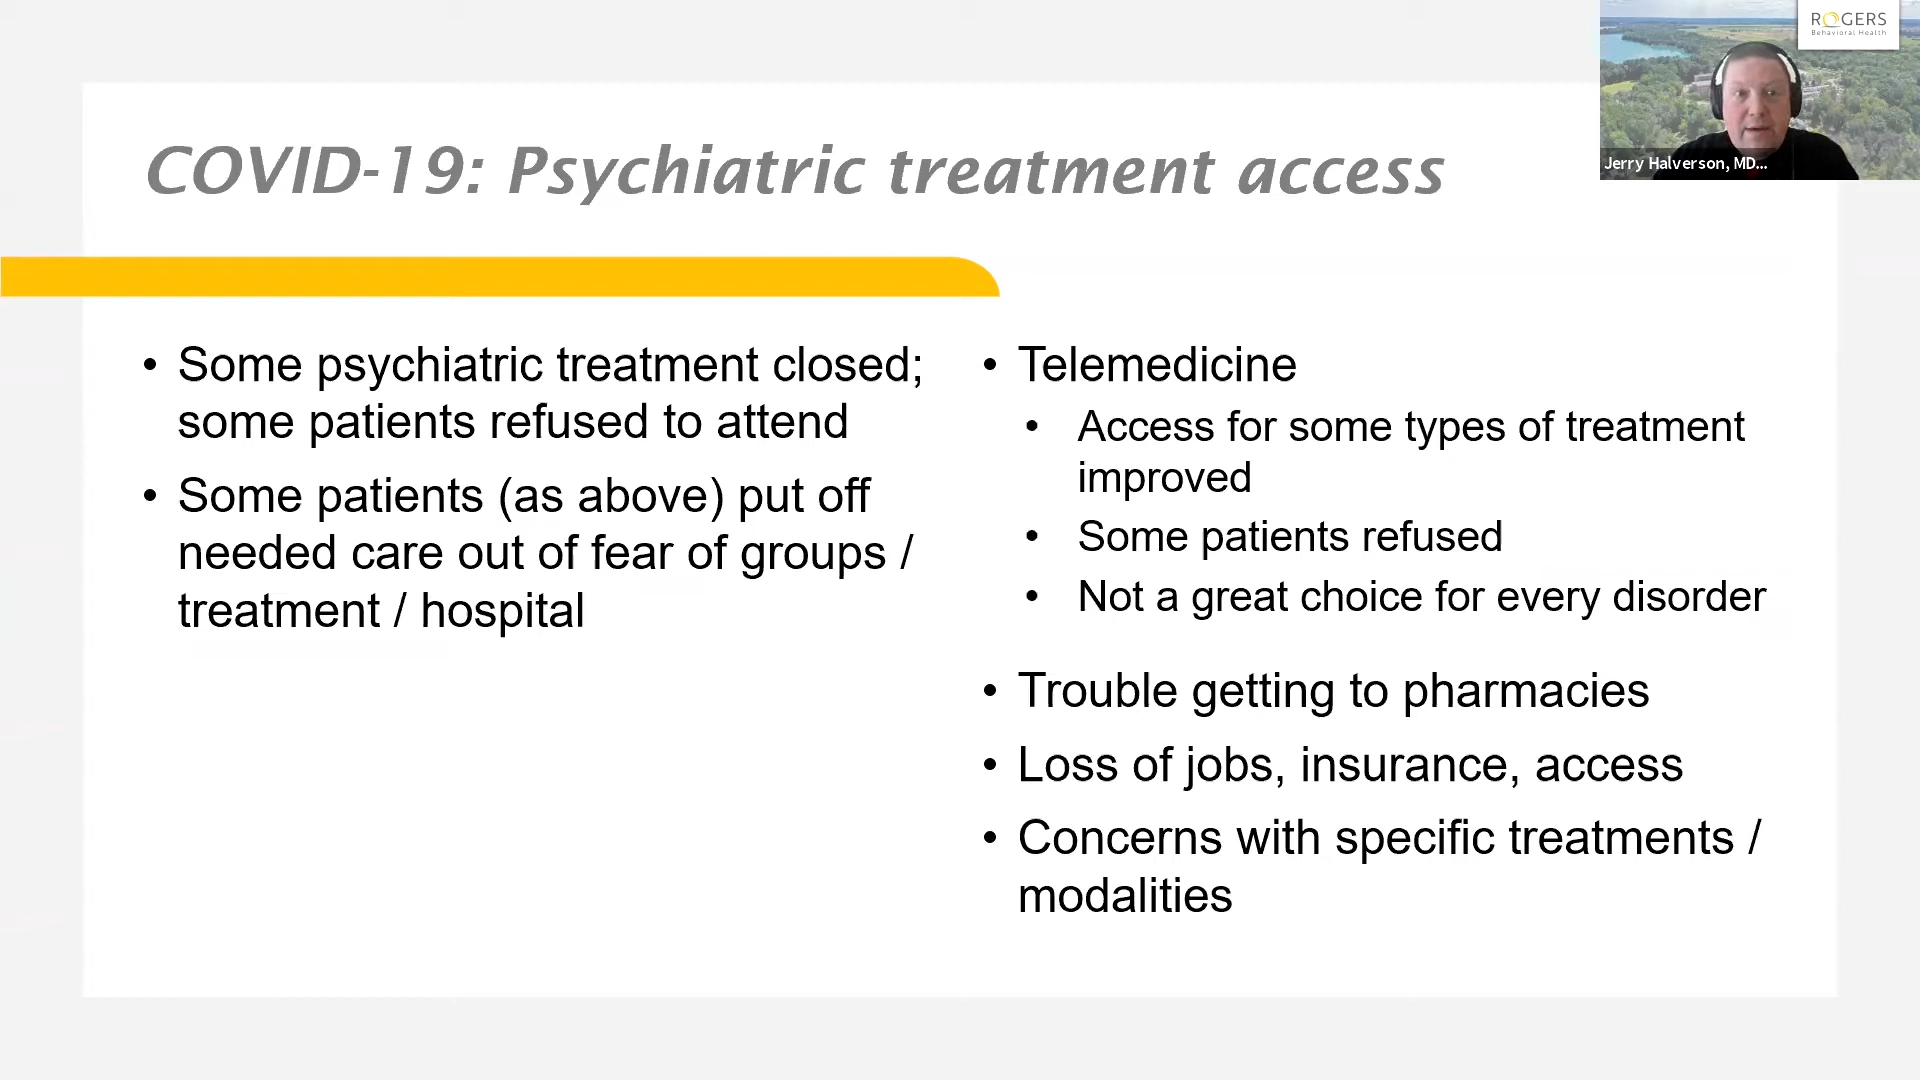 ROGERS
Behavioral Health
Jerry Halverson, MD...
COVID-19: Psychiatric treatment access
• Some psychiatric treatment closed;
some patients refused to attend
• Some patients (as above) put off
needed care out of fear of groups /
treatment / hospital
• Telemedicine
• Access for some types of treatment
improved
• Some patients refused
• Not a great choice for every disorder
• Trouble getting to pharmacies
• Loss of jobs, insurance, access
• Concerns with specific treatments /
modalities